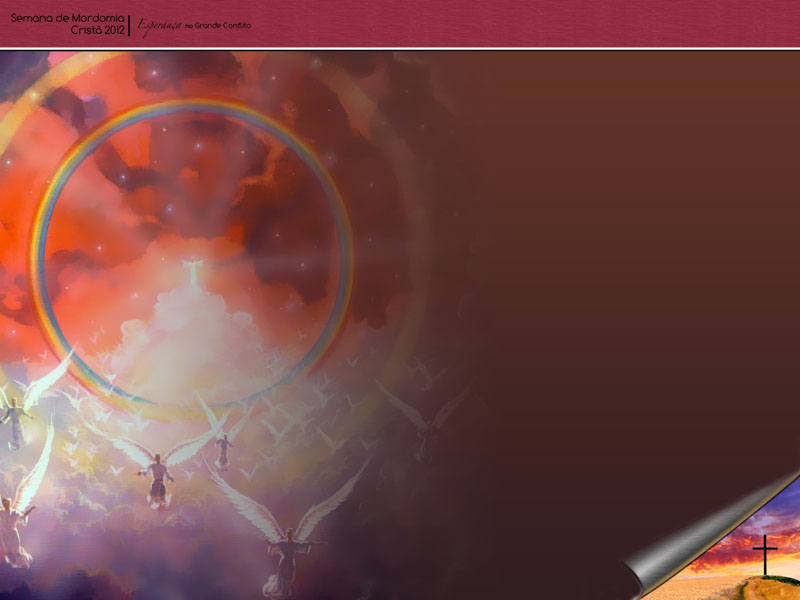 Semana de Mordomia
Cristã 2012
Esperança no Grande Conflito